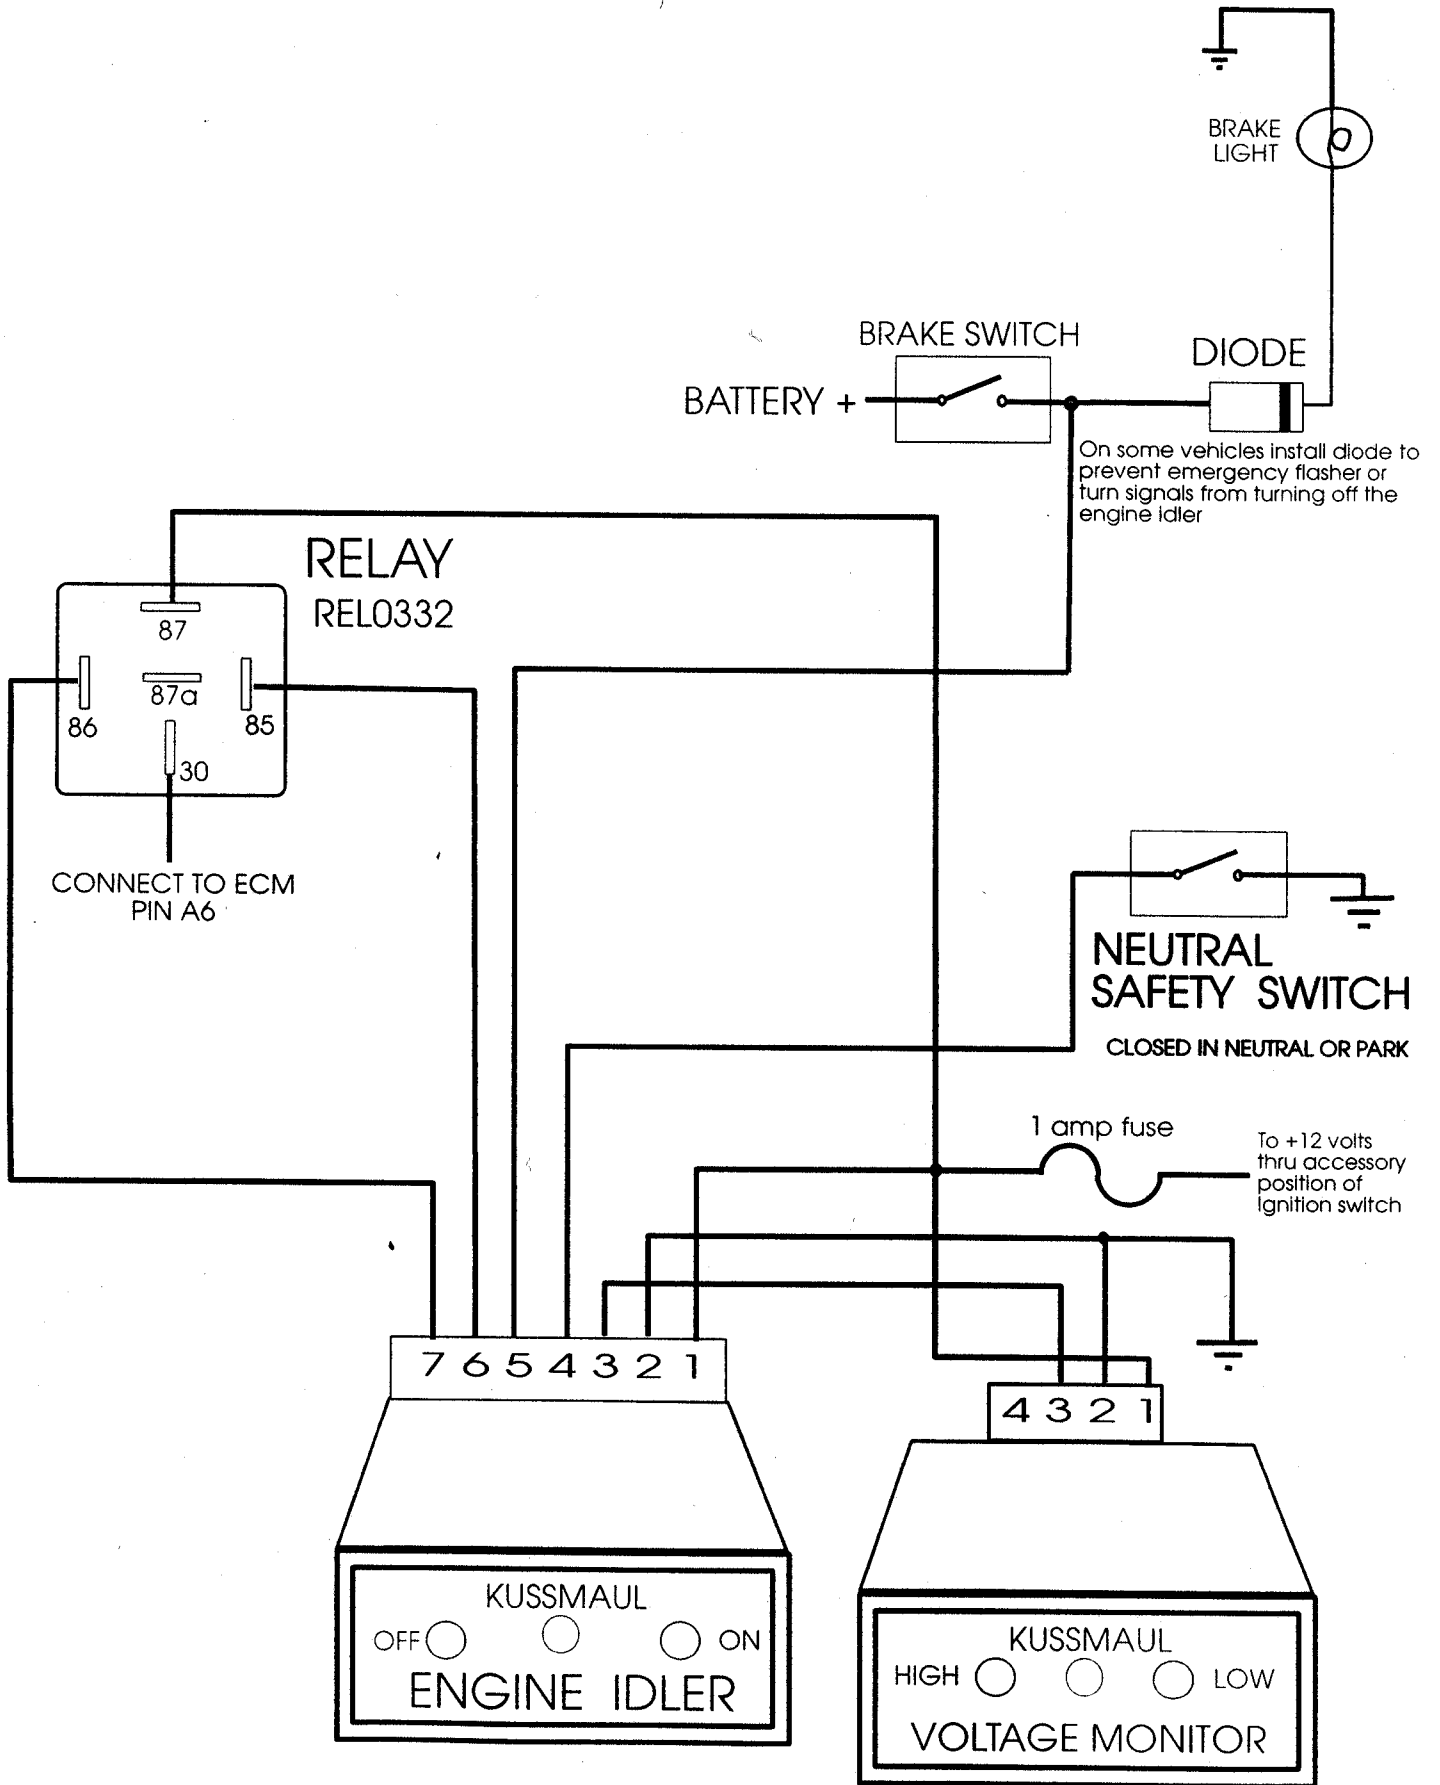 BRAKE
LIGHT
BRAKE SWITCH
DIODE
BATTERY +
On some vehicles install diode to
prevent emergency flasher or
turn signals from turning off the
engine idler
RELAY
REL0332
87
87a
86
85
30
CONNECT TO ECM
PIN A6
NEUTRAL
SAFETY SWITCH
CLOSED IN NEUTRAL OR PARK
1 amp fuse
To +12 volts
thru accessory
position of
ignition switch
7 6 5 4 3 2 1
4 3 2 1
KUSSMAUL
OFF ON
ENGINE IDLER
KUSSMAUL
HIGH LOW
VOLTAGE MONITOR